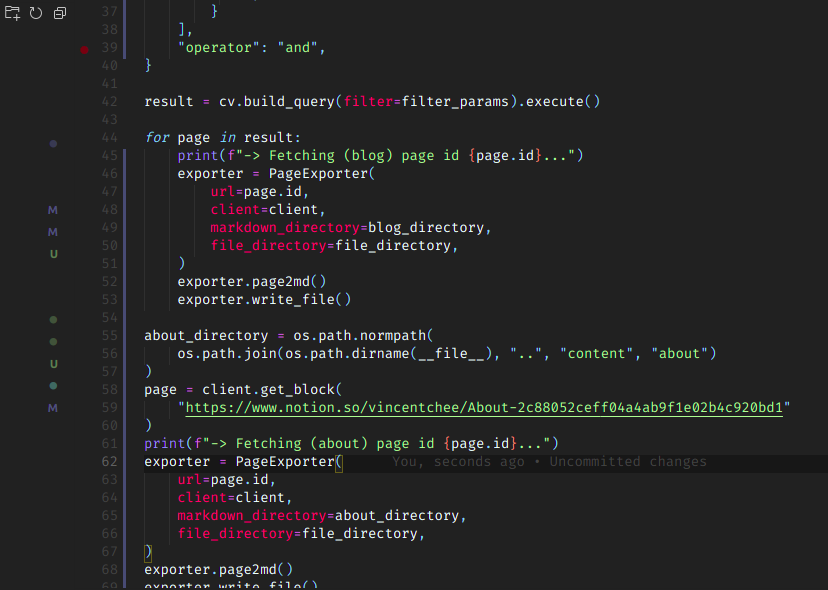 37 }
38 ],
39 "operator": "and",
40 }
41
42 result = cv.build_query(filter=filter_params).execute()
43
44 for page in result:
45 print(f"-> Fetching (blog) page id {page.id}...")
46 exporter = PageExporter(
47 url=page.id,
M 48 client=client,
M 49 markdown_directory=blog_directory,
U 50 file_directory=file_directory,
51 )
52 exporter.page2md()
53 exporter.write_file()
54
55 about_directory = os.path.normpath(
56 os.path.join(os.path.dirname(__file__), "..", "content", "about")
U 57 )
58 page = client.get_block(
M 59 "https://www.notion.so/vincentchee/About-2c88052ceff04a4ab9f1e02b4c920bd1"
60 )
61 print(f"-> Fetching (about) page id {page.id}...")
62 exporter = PageExporter( You, seconds ago • Uncommitted changes
63 url=page.id,
64 client=client,
65 markdown_directory=about_directory,
66 file_directory=file_directory,
67 )
68 exporter.page2md()
69 exporter.write_file()